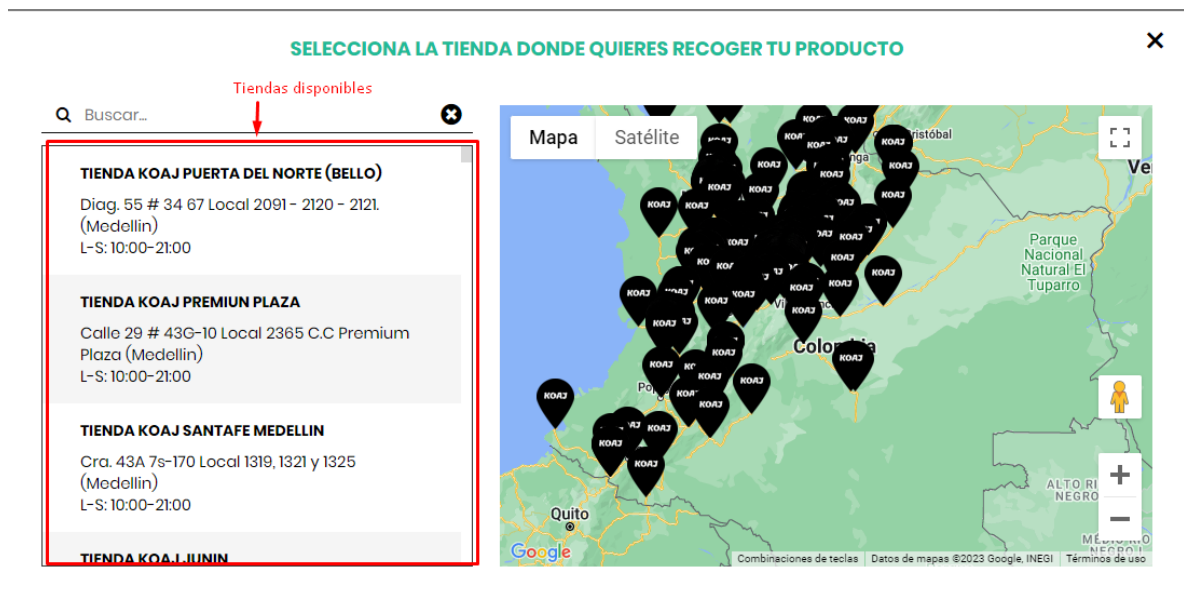 SELECCIONA LA TIENDA DONDE QUIERES RECOGER TU PRODUCTO
Tiendas disponibles
Buscar...
TIENDA KOAJ PUERTA DEL NORTE (BELLO)
Diag. 55 # 34 67 Local 2091 - 2120 - 2121.
(Medellin)
L-S: 10:00-21:00
TIENDA KOAJ PREMIUN PLAZA
Calle 29 # 43G-10 Local 2365 C.C Premium
Plaza (Medellin)
L-S: 10:00-21:00
TIENDA KOAJ SANTAFE MEDELLIN
Cra. 43A 7s-170 Local 1319, 1321 y 1325
(Medellin)
L-S: 10:00-21:00
TIENDA KOAJ JUNIN
Mapa Satélite
KOAJ
Parque
Nacional
Natural El
Tuparro
Colombia
Quito
ALTO RI
NEGRO
Google
Combinaciones de teclas
Datos de mapas ©2023 Google, INEGI
Términos de uso